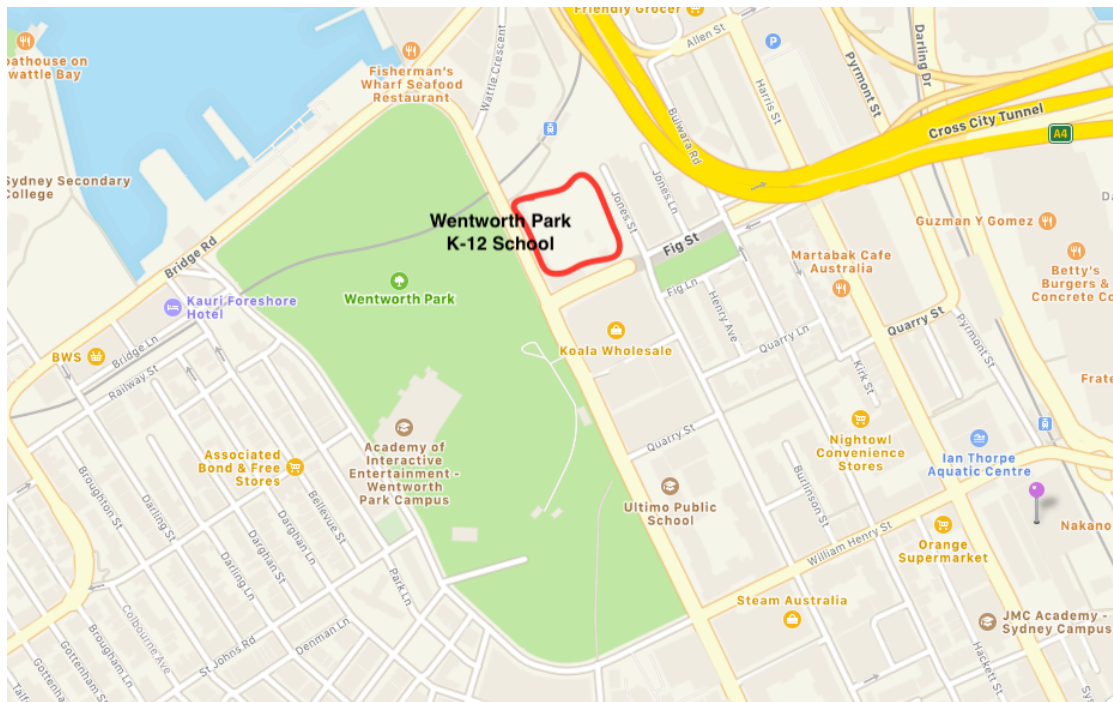 Friendly Grocer
Allen St
Pyrmont St
Darling Dr
Harris St
Wattle Crescent
Bulwara Rd
Cross City Tunnel
A4
P
oathouse on
wattle Bay
Fisherman's
Wharf Seafood
Restaurant
Sydney Secondary
College
Jones St
Jones Ln
Wentworth Park
K-12 School
Fig St
Guzman Y Gomez
Bridge Rd
Martabak Cafe
Australia
Betty's
Burgers &
Concrete Co
Wentworth Park
Kauri Foreshore
Hotel
Fig Ln
Henry Ave
Quarry St
Pyrmont St
BWS
Bridge Ln
Railway St
Koala Wholesale
Quarry Ln
Kirk St
Frate
Academy of
Interactive
Entertainment -
Wentworth
Park Campus
Associated
Bond & Free
Stores
Quarry St
Nightowl
Convenience
Stores
Ian Thorpe
Aquatic Centre
Broughton St
Darling St
Bellevue St
Darghan Ln
Darghan St
Darling Ln
Park Ln
Ultimo Public
School
Burlinson St
William Henry St
Nakano
Orange
Supermarket
Steam Australia
JMC Academy -
Sydney Campus
Hackett St
Colbourne Ave
St Johns Rd
Denman Ln
Brougham Ln
Gottenham St
Gottenham
Talf